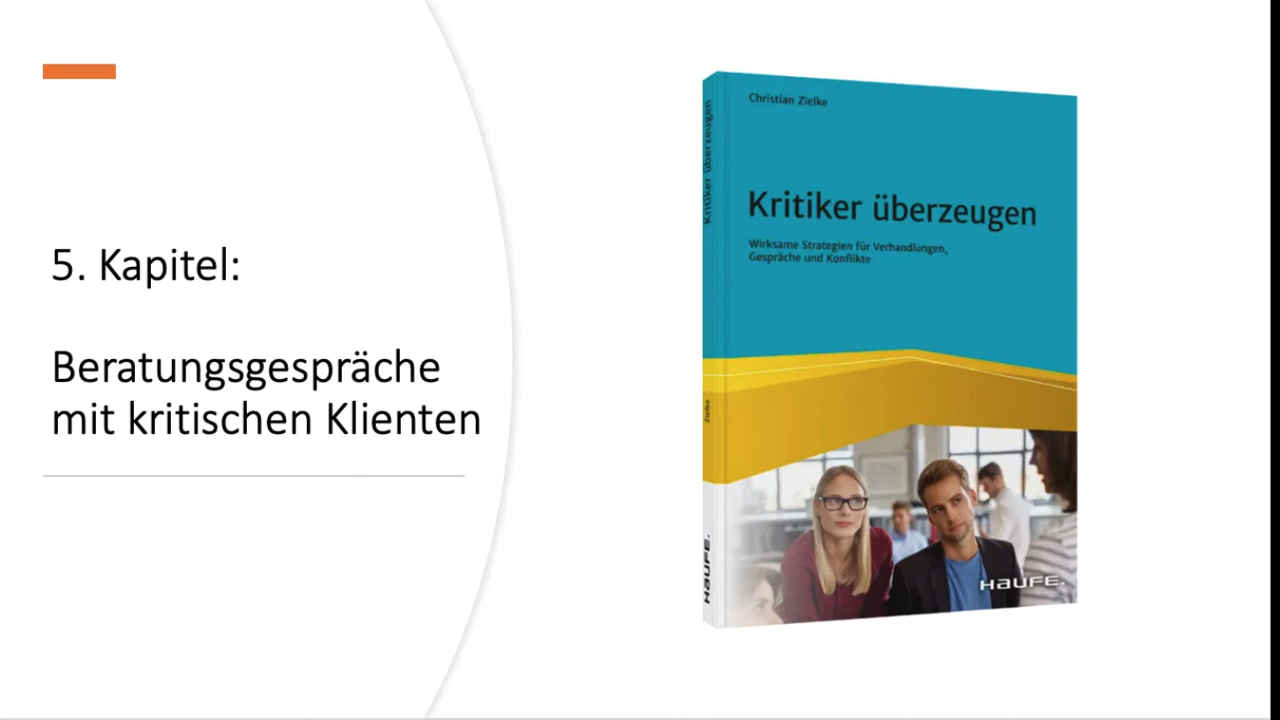 5. Kapitel:
Beratungsgespräche
mit kritischen Klienten
Christian Zielke
Kritiker überzeugen
Wirksame Strategien für Verhandlungen,
Gespräche und Konflikte
HAUFE.
Kritiker überzeugen
Zielke
HAUFE.